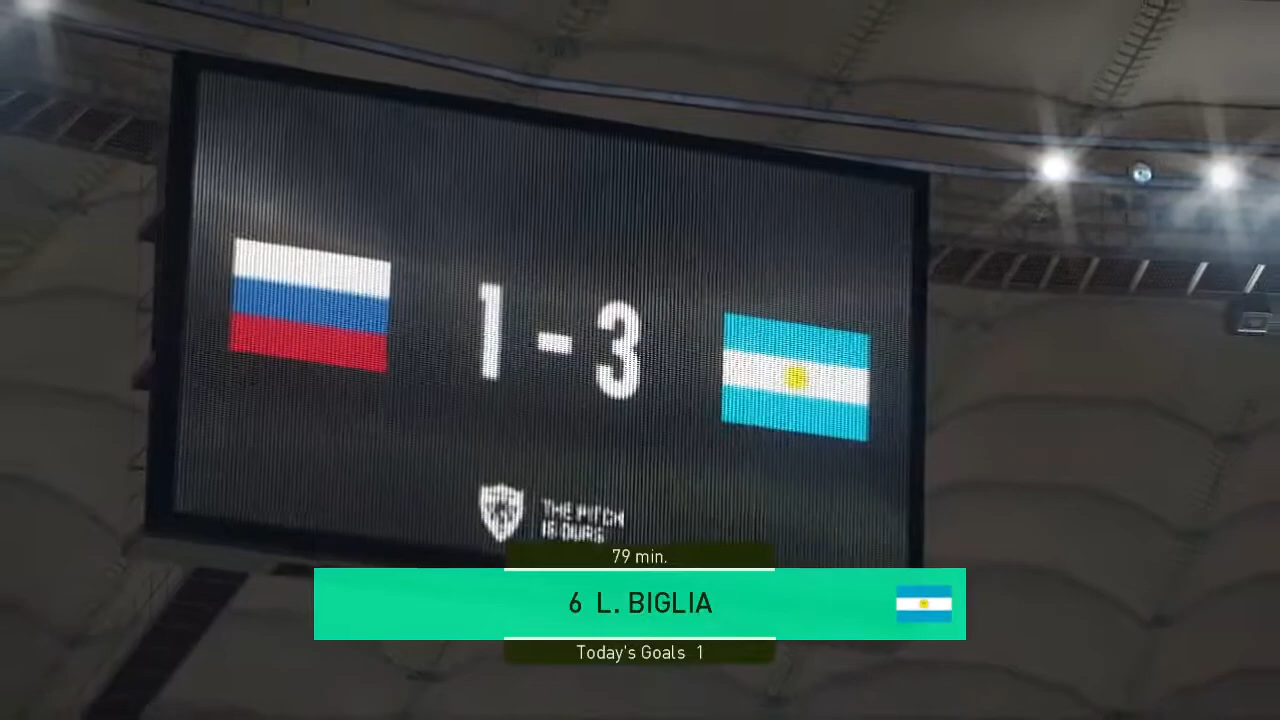 1 - 3
THE PITCH
IS OURS
79 min.
6 L. BIGLIA
Today's Goals 1